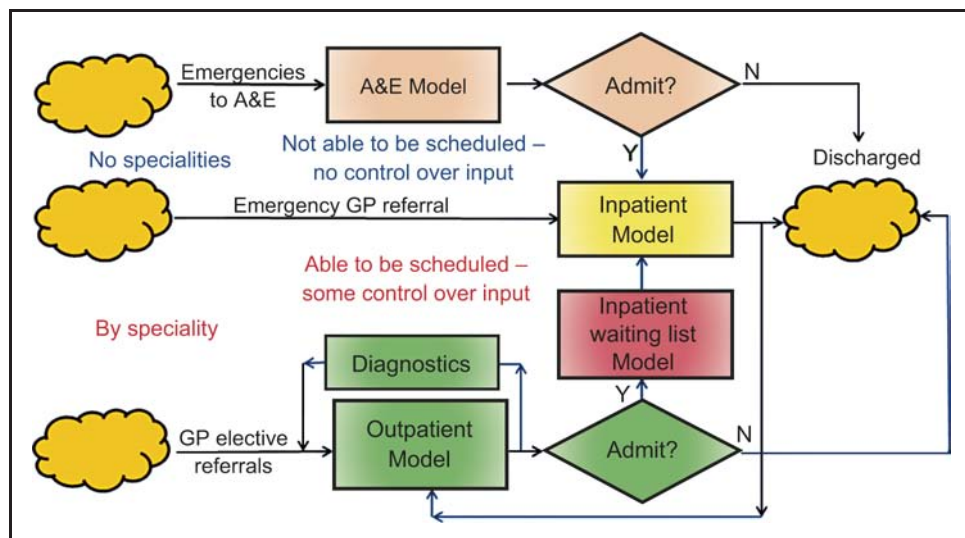 Emergencies
to A&E
A&E Model
Admit?
N
Not able to be scheduled –
no control over input
No specialities
Y
Discharged
Emergency GP referral
Inpatient
Model
Able to be scheduled –
some control over input
By speciality
Inpatient
waiting list
Model
Diagnostics
Y
GP elective
referrals
Outpatient
Model
Admit?
N